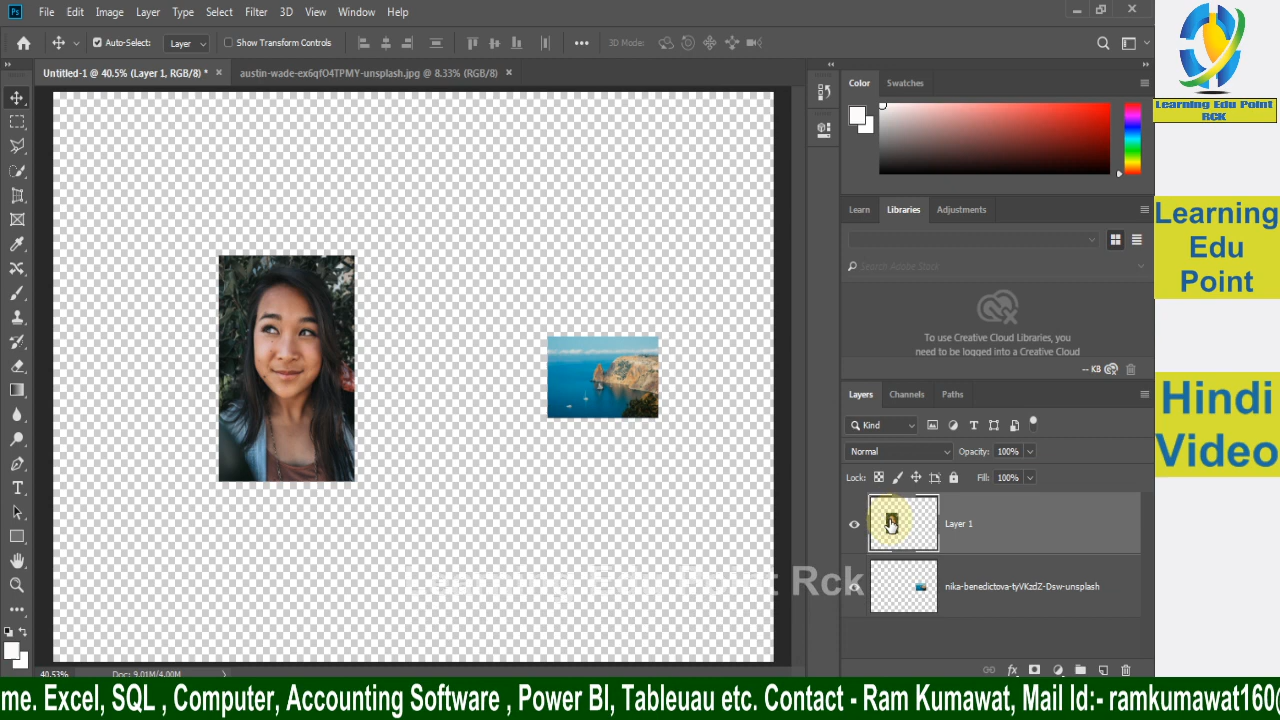 Ps File Edit Image Layer Type Select Filter 3D View Window Help
Auto-Select: Layer Show Transform Controls 3D Mode:
Untitled-1 @ 40.5% (Layer 1, RGB/8) * × austin-wade-ex6qfO4TPMY-unsplash.jpg @ 8.33% (RGB/8) ×
Color Swatches
Learn Libraries Adjustments
Search Adobe Stock
To use Creative Cloud Libraries, you
need to be logged into a Creative Cloud
-- KB
Layers Channels Paths
Kind
Normal Opacity: 100%
Lock: Fill: 100%
Layer 1
nika-benedictova-tyVKzdZ-Dsw-unsplash
fx
40.53% Doc: 9.01M/4.00M
Learning Edu Point
RCK
Learning
Edu
Point
Hindi
Video
Point Rck
me. Excel, SQL , Computer, Accounting Software , Power BI, Tableuau etc. Contact - Ram Kumawat, Mail Id:- ramkumawat160@